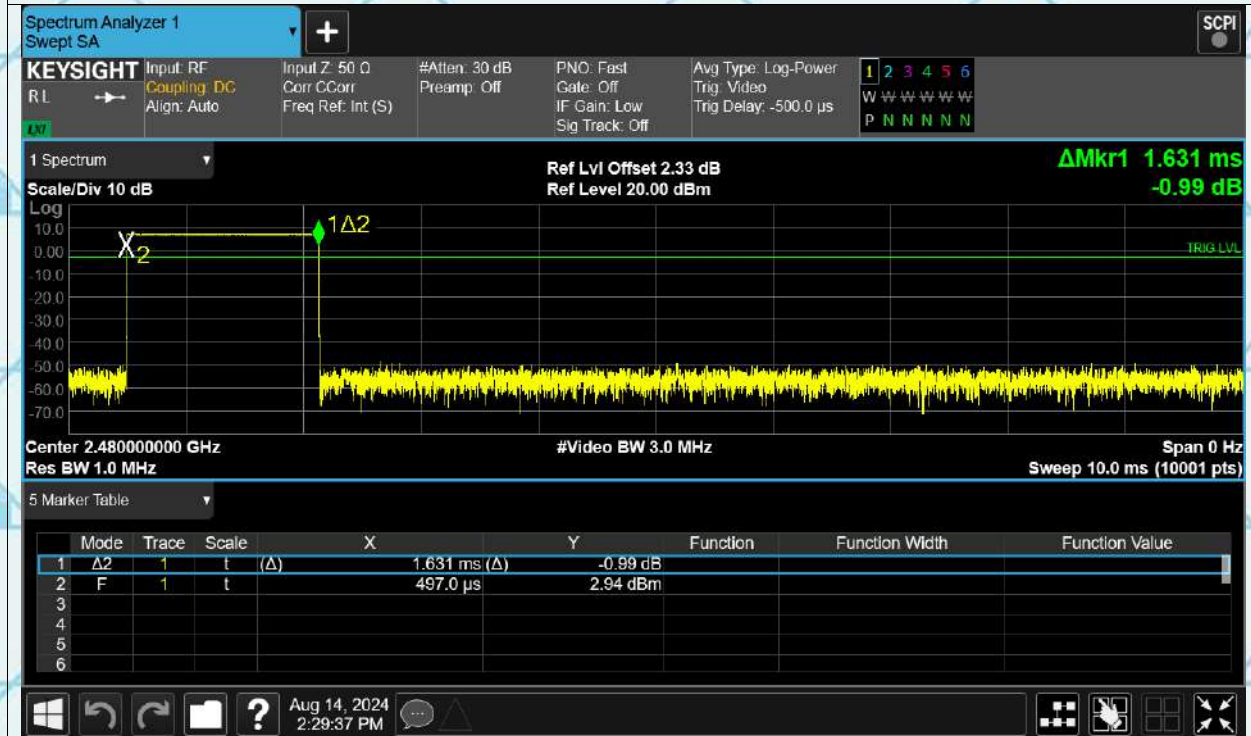 Spectrum Analyzer 1
Swept SA
+
SCPI
KEYSIGHT
RL
LXI
Input: RF
Coupling: DC
Align: Auto
Input Z: 50 Ω
Corr CCorr
Freq Ref: Int (S)
#Atten: 30 dB
Preamp: Off
PNO: Fast
Gate: Off
IF Gain: Low
Sig Track: Off
Avg Type: Log-Power
Trig: Video
Trig Delay: -500.0 µs
1 2 3 4 5 6
W W W W W W
P N N N N N
1 Spectrum
Scale/Div 10 dB
Ref Lvl Offset 2.33 dB
Ref Level 20.00 dBm
ΔMkr1 1.631 ms
-0.99 dB
Log
10.0
0.00
-10.0
-20.0
-30.0
-40.0
-50.0
-60.0
-70.0
X2
1Δ2
TRIG LVL
Center 2.480000000 GHz
#Video BW 3.0 MHz
Span 0 Hz
Res BW 1.0 MHz
Sweep 10.0 ms (10001 pts)
5 Marker Table
Mode Trace Scale X Y Function Function Width Function Value
1 Δ2 1 t (Δ) 1.631 ms (Δ) -0.99 dB
2 F 1 t 497.0 µs 2.94 dBm
3
4
5
6
?
Aug 14, 2024
2:29:37 PM